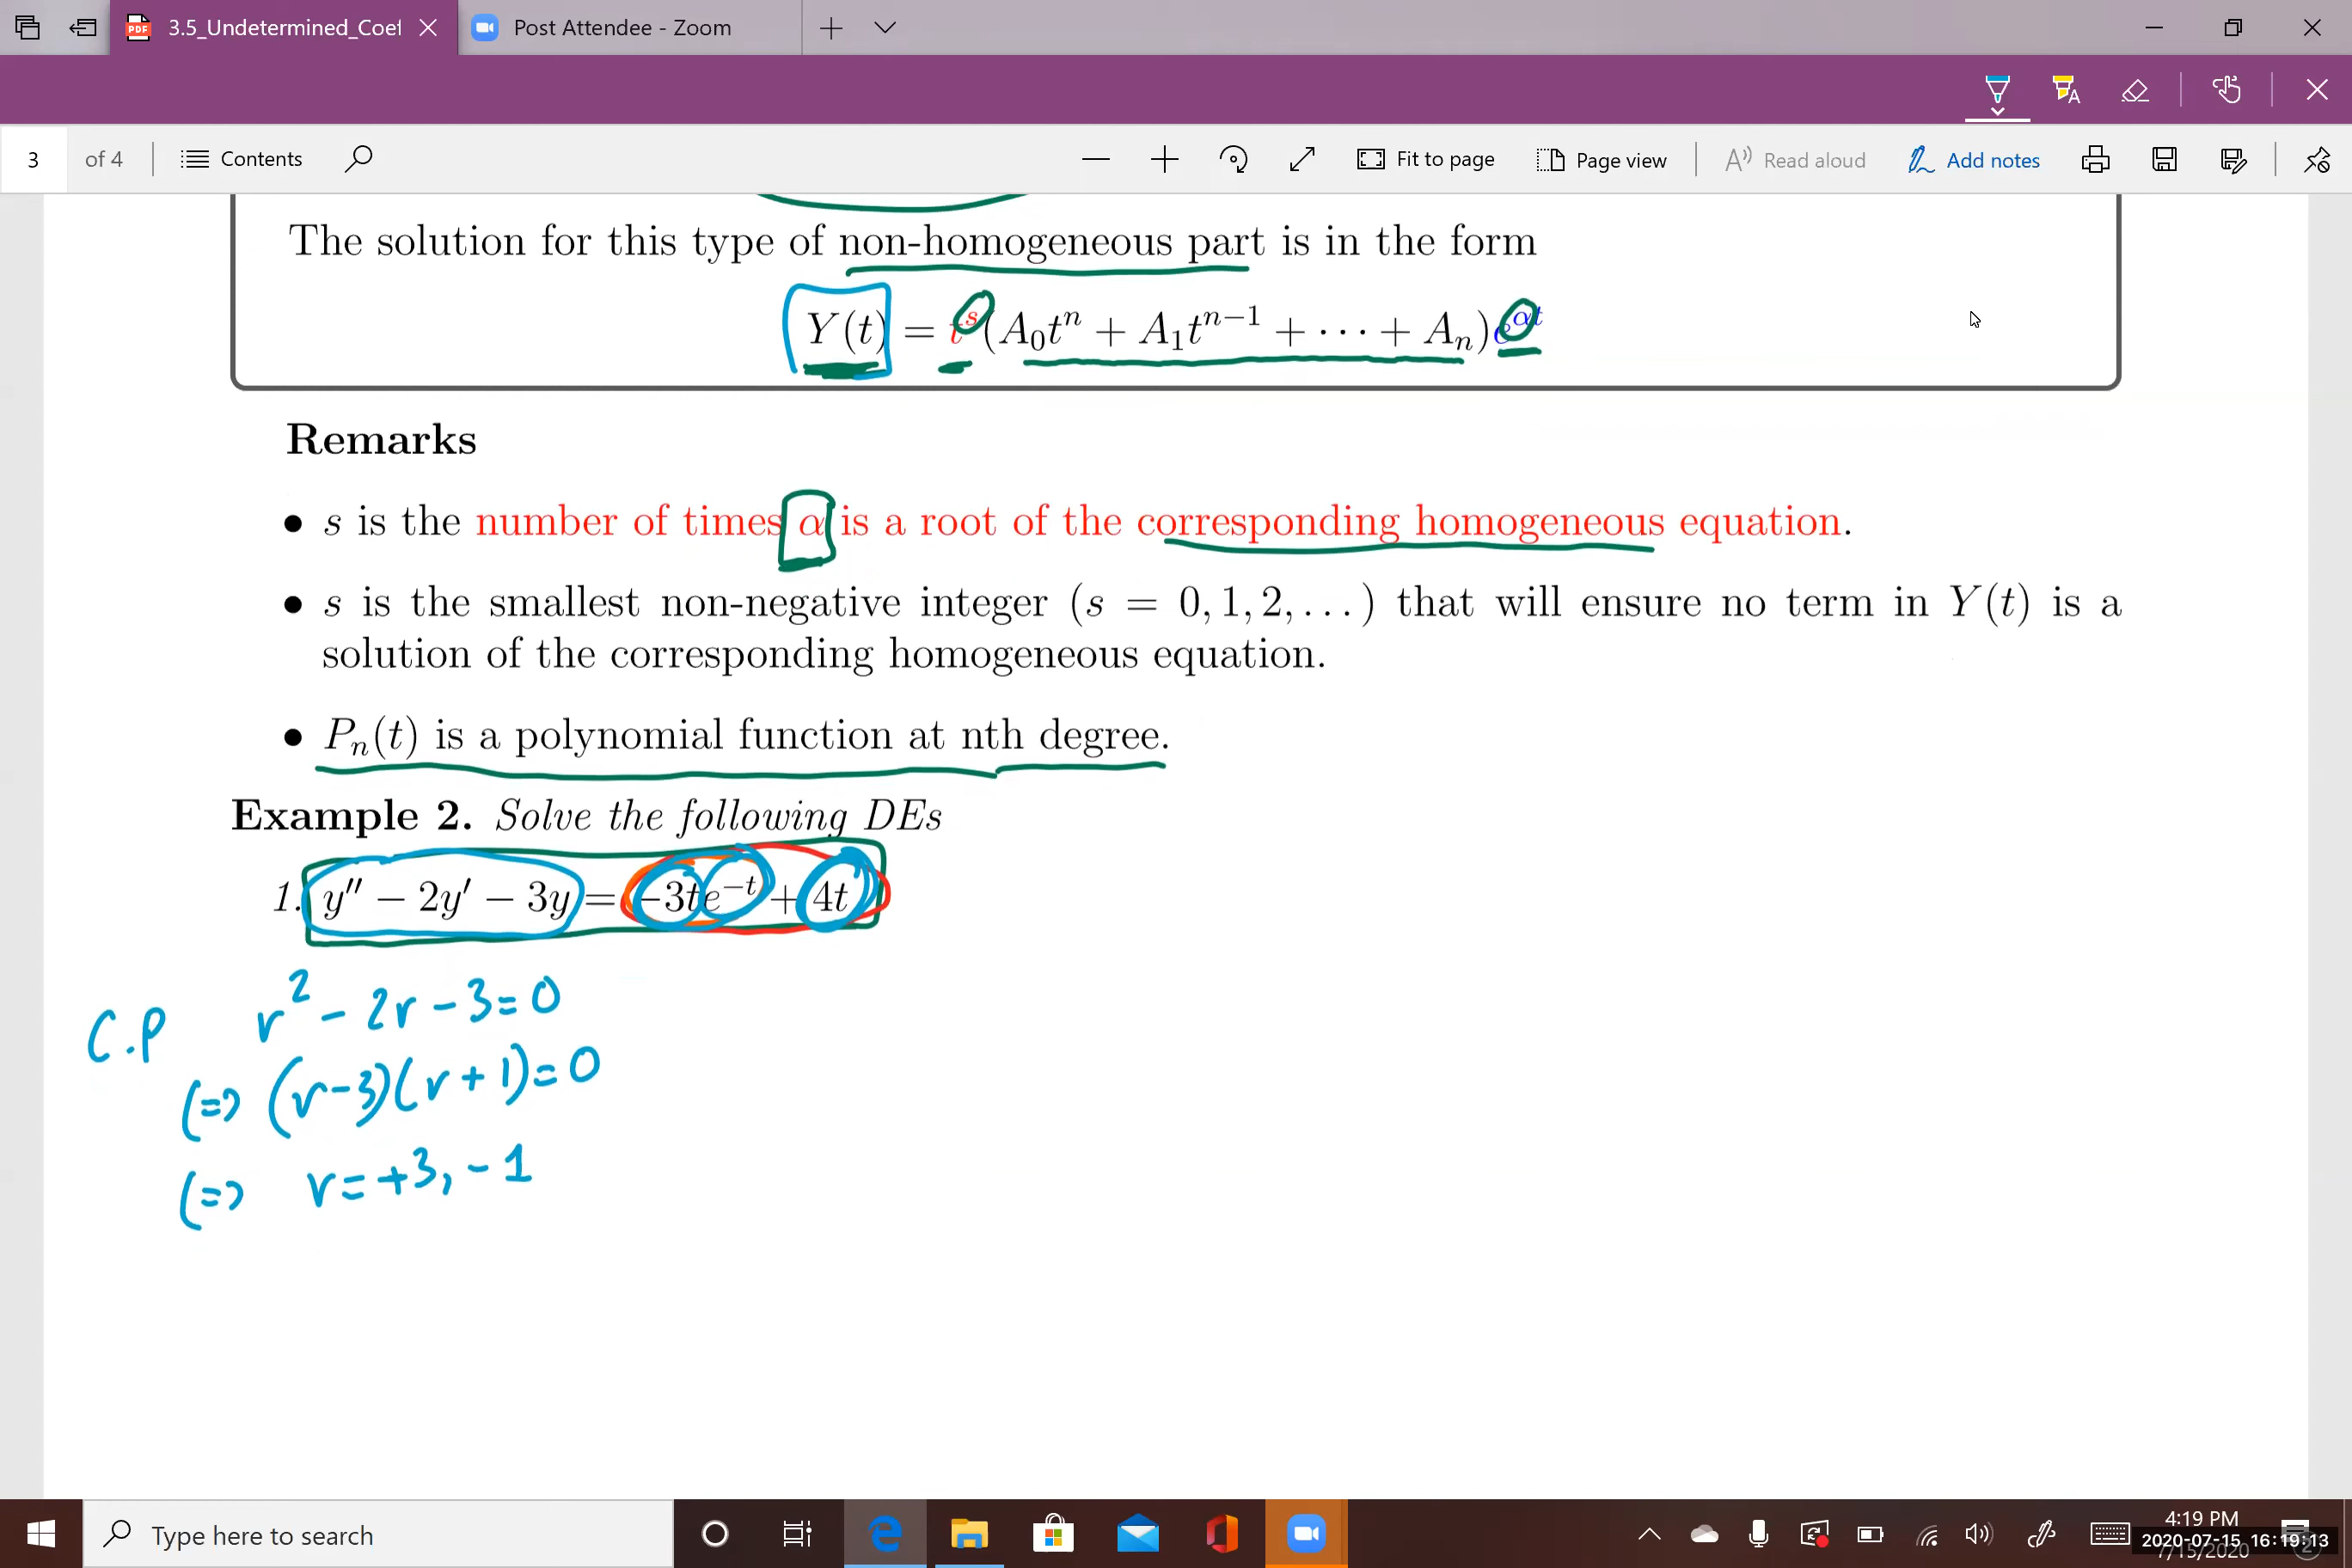 3.5_Undetermined_Coef
Post Attendee - Zoom
3 of 4 Contents Fit to page Page view Read aloud Add notes
The solution for this type of non-homogeneous part is in the form
Y(t) = t^s(A_0t^n + A_1t^{n−1} + ··· + A_n)e^{αt}
Remarks
• s is the number of times α is a root of the corresponding homogeneous equation.
• s is the smallest non-negative integer (s = 0, 1, 2, ...) that will ensure no term in Y(t) is a
solution of the corresponding homogeneous equation.
• P_n(t) is a polynomial function at nth degree.
Example 2. Solve the following DEs
1. y″ − 2y′ − 3y = −3te^{−t} + 4t
C.P r² - 2r - 3 = 0
(=> (r-3)(r+1)=0
(=> r = +3, -1
Type here to search
4:19 PM
2020-07-15 16:19:13
7/15/2020